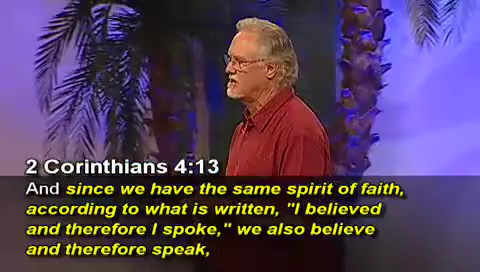 2 Corinthians 4:13
And since we have the same spirit of faith,
according to what is written, "I believed
and therefore I spoke," we also believe
and therefore speak,